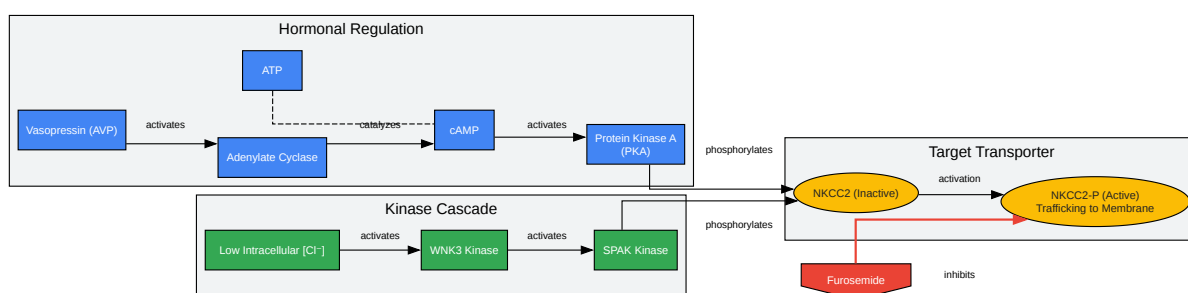 Hormonal Regulation
ATP
Vasopressin (AVP)
activates
Adenylate Cyclase
catalyzes
cAMP
activates
Protein Kinase A
(PKA)
phosphorylates
Target Transporter
NKCC2 (Inactive)
activation
NKCC2-P (Active)
Trafficking to Membrane
Kinase Cascade
phosphorylates
Low Intracellular [Cl⁻]
activates
WNK3 Kinase
activates
SPAK Kinase
Furosemide
inhibits